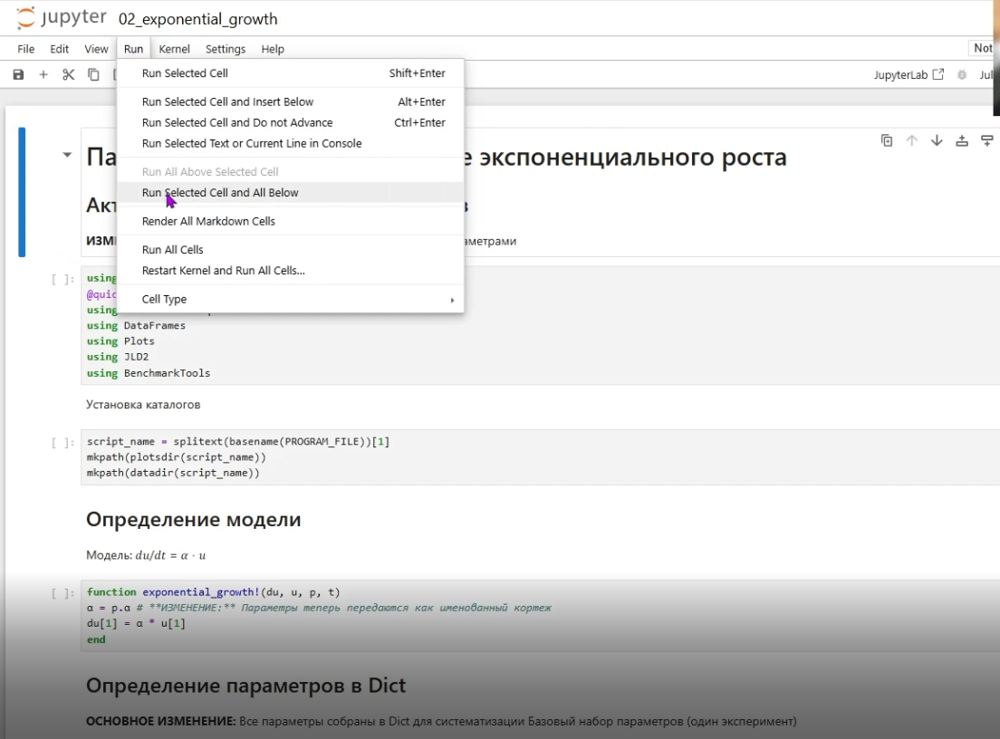 jupyter 02_exponential_growth
File Edit View Run Kernel Settings Help
Not
JupyterLab
Run Selected Cell Shift+Enter
Run Selected Cell and Insert Below Alt+Enter
Run Selected Cell and Do not Advance Ctrl+Enter
Run Selected Text or Current Line in Console
Run All Above Selected Cell
Run Selected Cell and All Below
Render All Markdown Cells
Run All Cells
Restart Kernel and Run All Cells...
Cell Type
Па е экспоненциального роста
Акт в
ИЗМ аметрами
[ ]: using
@quic
using
using DataFrames
using Plots
using JLD2
using BenchmarkTools
Установка каталогов
[ ]: script_name = splitext(basename(PROGRAM_FILE))[1]
mkpath(plotsdir(script_name))
mkpath(datadir(script_name))
Определение модели
Модель: du/dt = α · u
[ ]: function exponential_growth!(du, u, p, t)
α = p.α # **ИЗМЕНЕНИЕ:** Параметры теперь передаются как именованный кортеж
du[1] = α * u[1]
end
Определение параметров в Dict
ОСНОВНОЕ ИЗМЕНЕНИЕ: Все параметры собраны в Dict для систематизации Базовый набор параметров (один эксперимент)